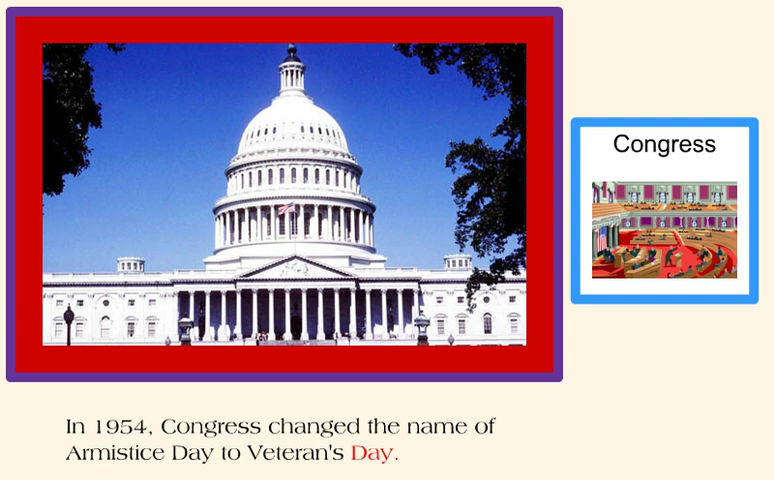 Congress
In 1954, Congress changed the name of
Armistice Day to Veteran's Day.